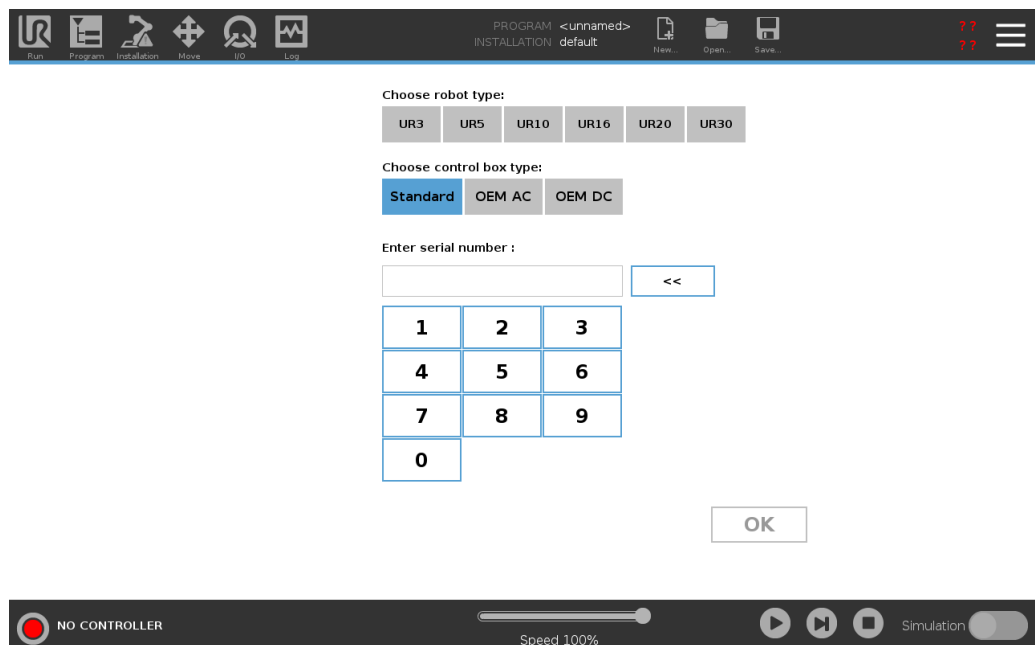 UR
PROGRAM <unnamed>
INSTALLATION default
Run Program Installation Move I/O Log New... Open... Save...
? ?
? ?
Choose robot type:
UR3 UR5 UR10 UR16 UR20 UR30
Choose control box type:
Standard OEM AC OEM DC
Enter serial number :
<<
1 2 3
4 5 6
7 8 9
0
OK
NO CONTROLLER
Speed 100%
Simulation